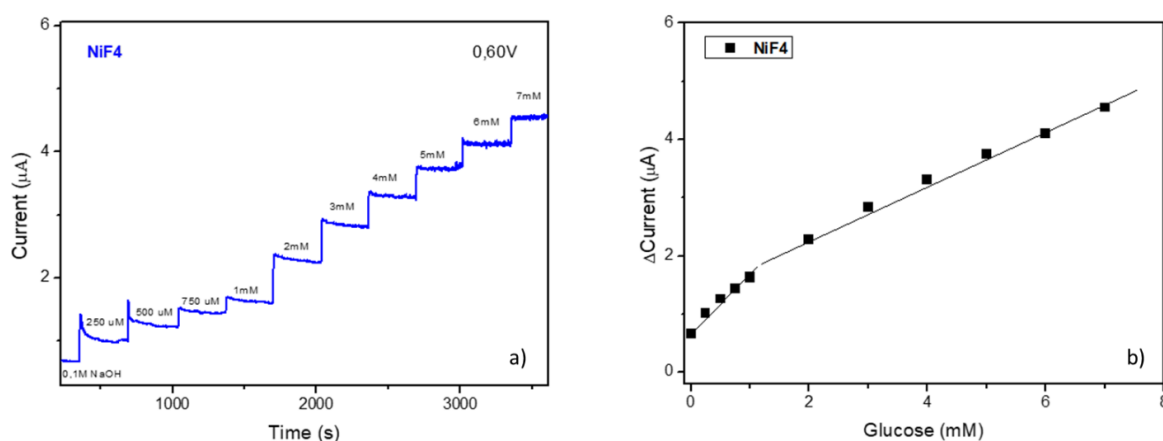 NiF4
0,60V
6
4
2
Current (µA)
0,1M NaOH
250 uM
500 uM
750 uM
1mM
2mM
3mM
4mM
5mM
6mM
7mM
a)
1000
2000
3000
Time (s)
NiF4
6
4
2
0
ΔCurrent (µA)
b)
0
2
4
6
8
Glucose (mM)